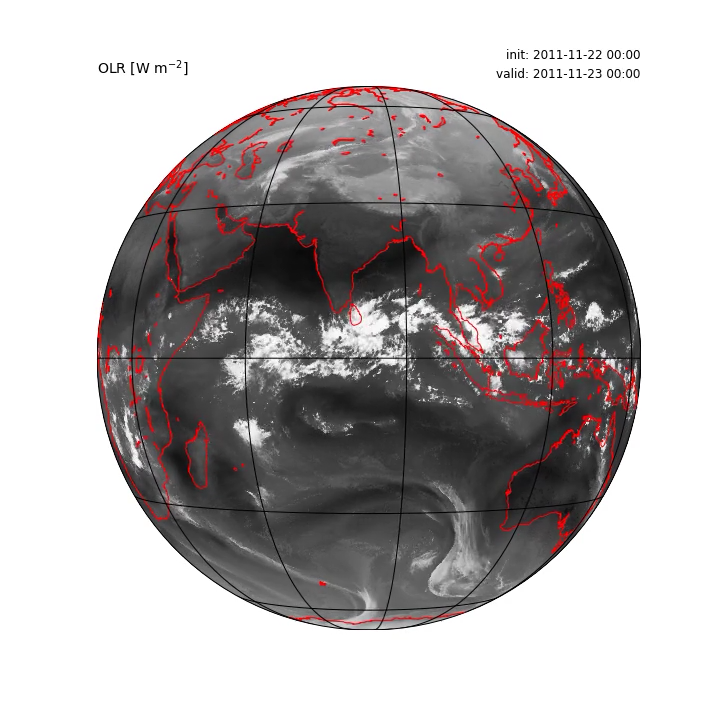 OLR [W m⁻²]
init: 2011-11-22 00:00
valid: 2011-11-23 00:00